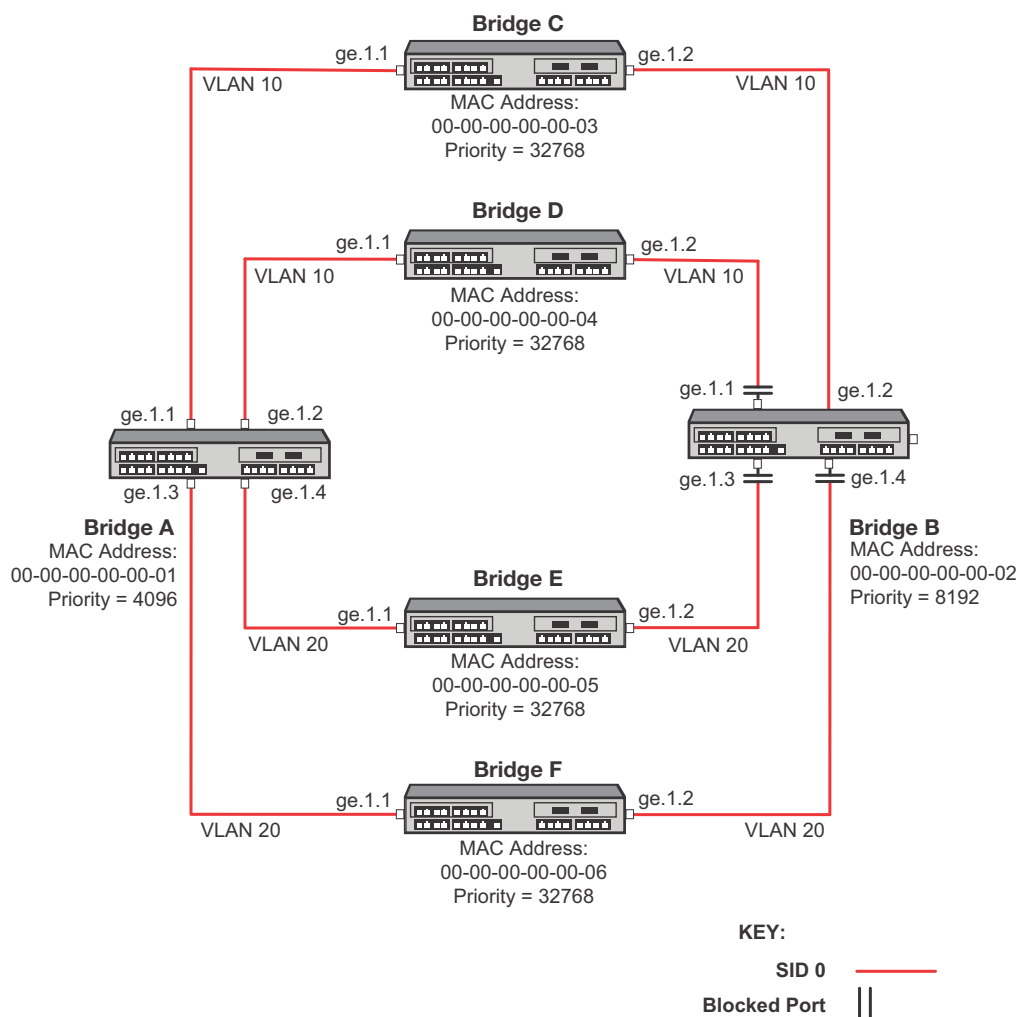 Bridge C
ge.1.1
ge.1.2
VLAN 10
VLAN 10
MAC Address:
00-00-00-00-00-03
Priority = 32768
Bridge D
ge.1.1
ge.1.2
VLAN 10
VLAN 10
MAC Address:
00-00-00-00-00-04
Priority = 32768
ge.1.1
ge.1.2
ge.1.3
ge.1.4
Bridge A
MAC Address:
00-00-00-00-00-01
Priority = 4096
ge.1.1
ge.1.2
ge.1.3
ge.1.4
Bridge B
MAC Address:
00-00-00-00-00-02
Priority = 8192
Bridge E
ge.1.1
ge.1.2
VLAN 20
VLAN 20
MAC Address:
00-00-00-00-00-05
Priority = 32768
Bridge F
ge.1.1
ge.1.2
VLAN 20
VLAN 20
MAC Address:
00-00-00-00-00-06
Priority = 32768
KEY:
SID 0
Blocked Port